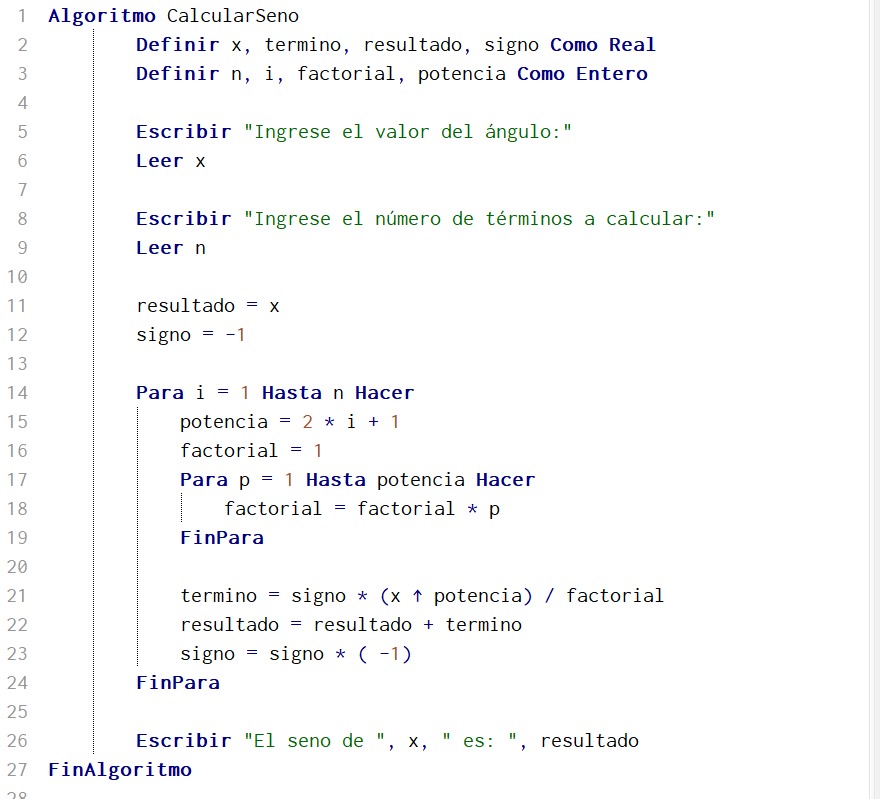 1 Algoritmo CalcularSeno
2 Definir x, termino, resultado, signo Como Real
3 Definir n, i, factorial, potencia Como Entero
4
5 Escribir "Ingrese el valor del ángulo:"
6 Leer x
7
8 Escribir "Ingrese el número de términos a calcular:"
9 Leer n
10
11 resultado = x
12 signo = -1
13
14 Para i = 1 Hasta n Hacer
15 potencia = 2 * i + 1
16 factorial = 1
17 Para p = 1 Hasta potencia Hacer
18 factorial = factorial * p
19 FinPara
20
21 termino = signo * (x ↑ potencia) / factorial
22 resultado = resultado + termino
23 signo = signo * ( -1)
24 FinPara
25
26 Escribir "El seno de ", x, " es: ", resultado
27 FinAlgoritmo
28